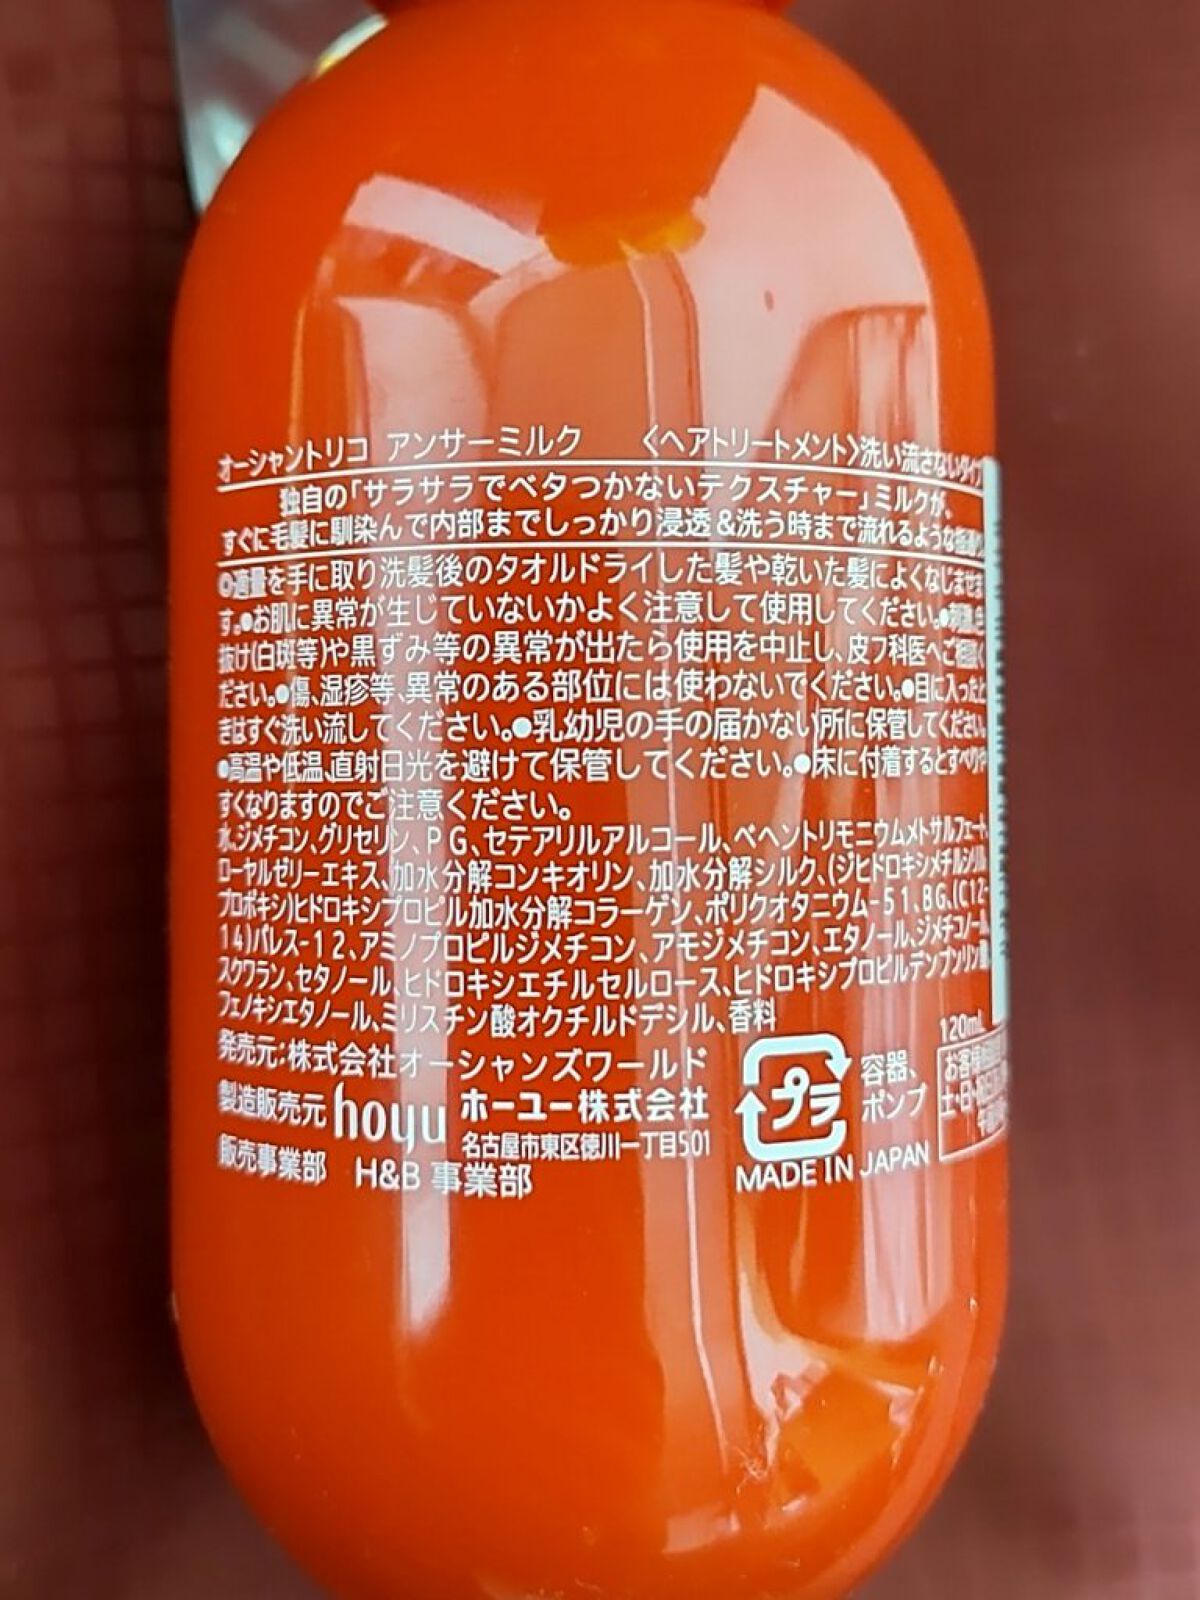 オーシャントリコ アンサーミルク 〈ヘアトリートメント〉洗い流さないタイプ
独自の「サラサラでベタつかないテクスチャー」ミルクが、
すぐに毛髪に馴染んで内部までしっかり浸透&洗う時まで流れるような
●適量を手に取り洗髪後のタオルドライした髪や乾いた髪によくなじませま
す。●お肌に異常が生じていないかよく注意して使用してください。●刺激、色
抜け(白斑等)や黒ずみ等の異常が出たら使用を中止し、皮フ科医へご相談く
ださい。●傷、湿疹等、異常のある部位には使わないでください。●目に入ったと
きはすぐ洗い流してください。●乳幼児の手の届かない所に保管してください。
●高温や低温、直射日光を避けて保管してください。●床に付着するとすべりや
すくなりますのでご注意ください。
水、ジメチコン、グリセリン、PG、セテアリルアルコール、ベヘントリモニウムメトサルフェート、
ローヤルゼリーエキス、加水分解コンキオリン、加水分解シルク、(ジヒドロキシメチルシリル
プロポキシ)ヒドロキシプロピル加水分解コラーゲン、ポリクオタニウム-51、BG、(C12-
14)パレス-12、アミノプロピルジメチコン、アモジメチコン、エタノール、ジメチコノール、
スクワラン、セタノール、ヒドロキシエチルセルロース、ヒドロキシプロピルデンプンリン酸、
フェノキシエタノール、ミリスチン酸オクチルドデシル、香料
120mL
発売元:株式会社オーシャンズワールド
製造販売元 hoyu ホーユー株式会社
名古屋市東区徳川一丁目501
販売事業部 H&B 事業部
プラ
容器、
ポンプ
MADE IN JAPAN
お客様
土・日・祝日